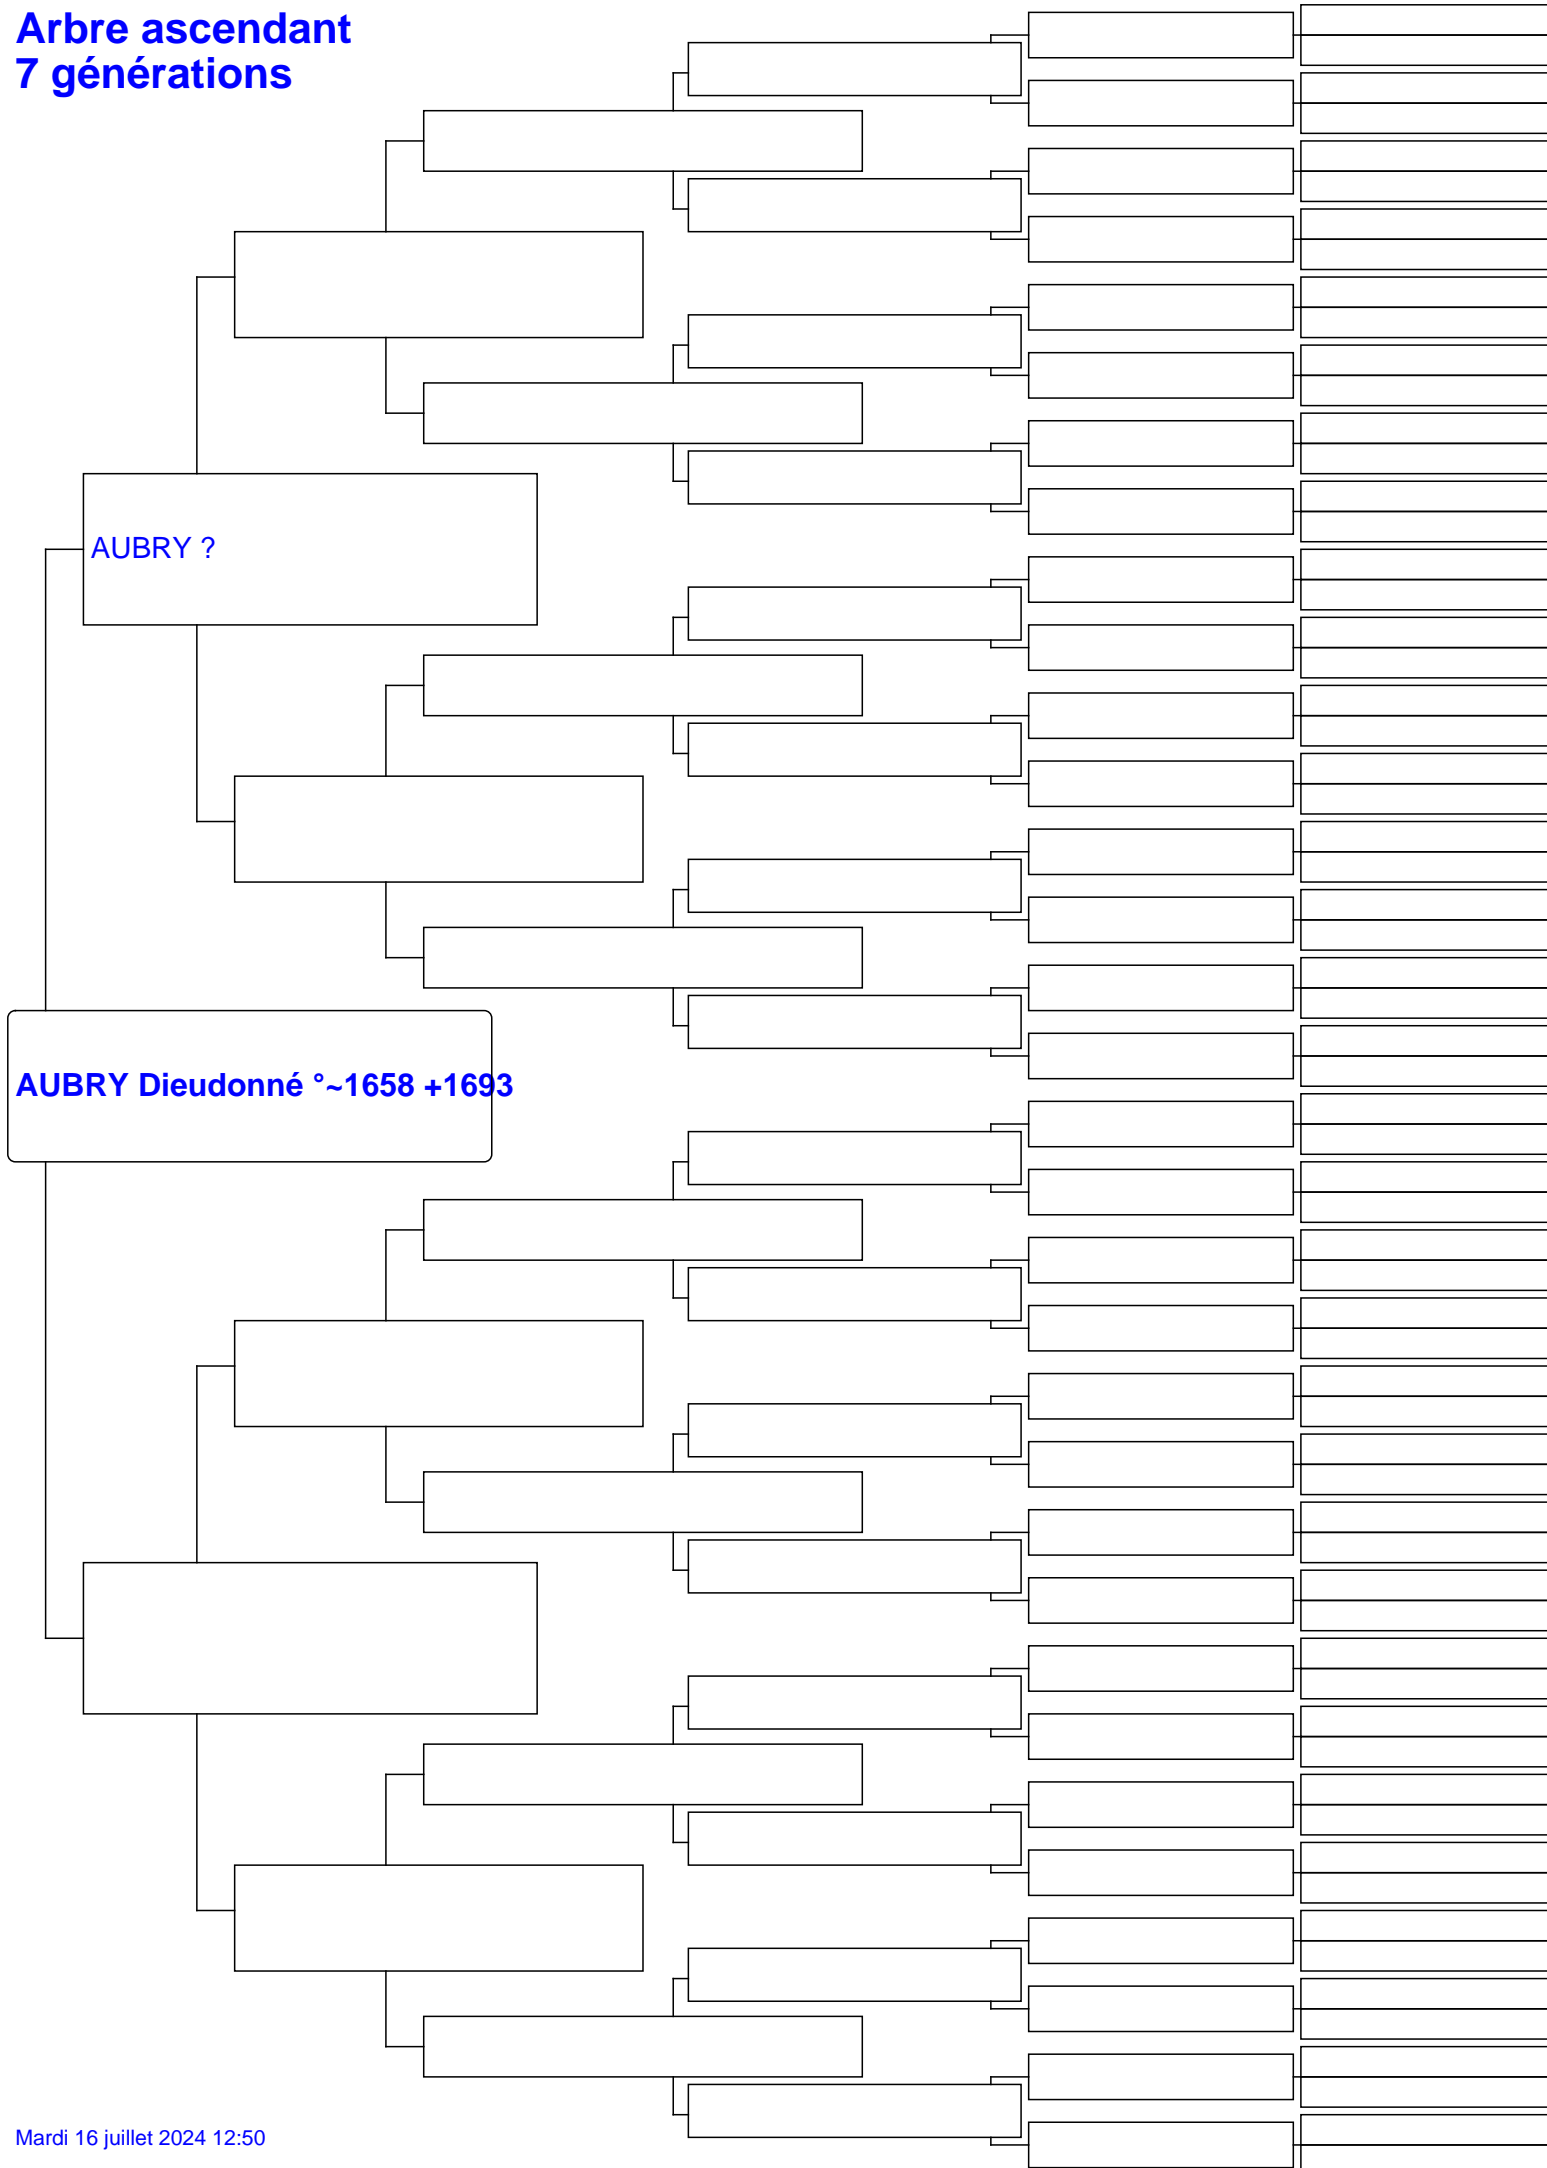 Arbre ascendant
7 générations
AUBRY ?
AUBRY Dieudonné °~1658 +1693
Mardi 16 juillet 2024 12:50